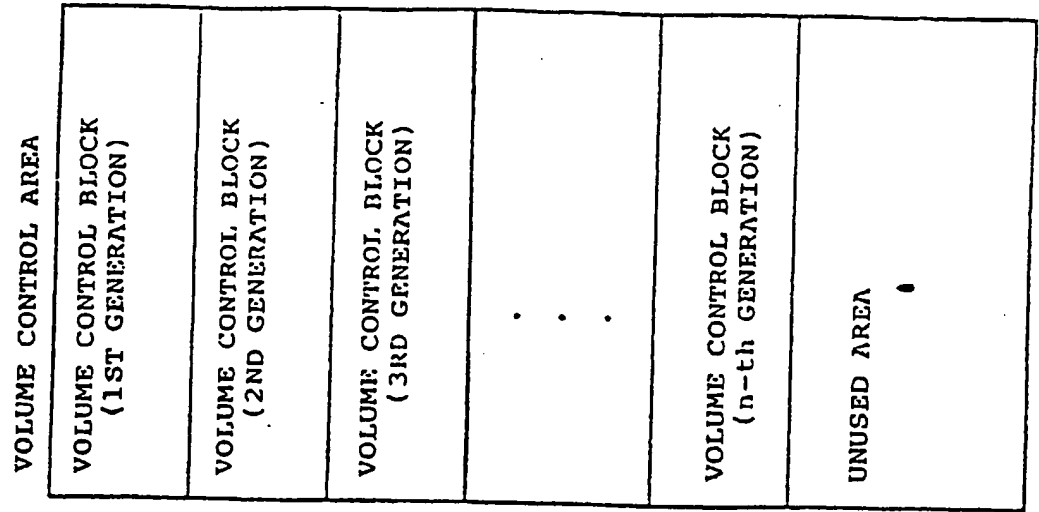 VOLUME CONTROL AREA
VOLUME CONTROL BLOCK
(1ST GENERATION)
VOLUME CONTROL BLOCK
(2ND GENERATION)
VOLUME CONTROL BLOCK
(3RD GENERATION)
. . .
VOLUME CONTROL BLOCK
(n-th GENERATION)
UNUSED AREA